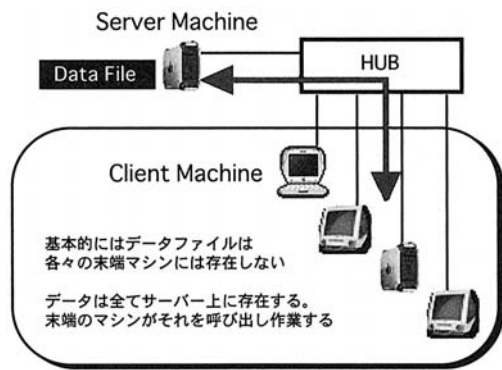 Server Machine
HUB
Data File
Client Machine
基本的にはデータファイルは
各々の末端マシンには存在しない
データは全てサーバー上に存在する。
末端のマシンがそれを呼び出し作業する